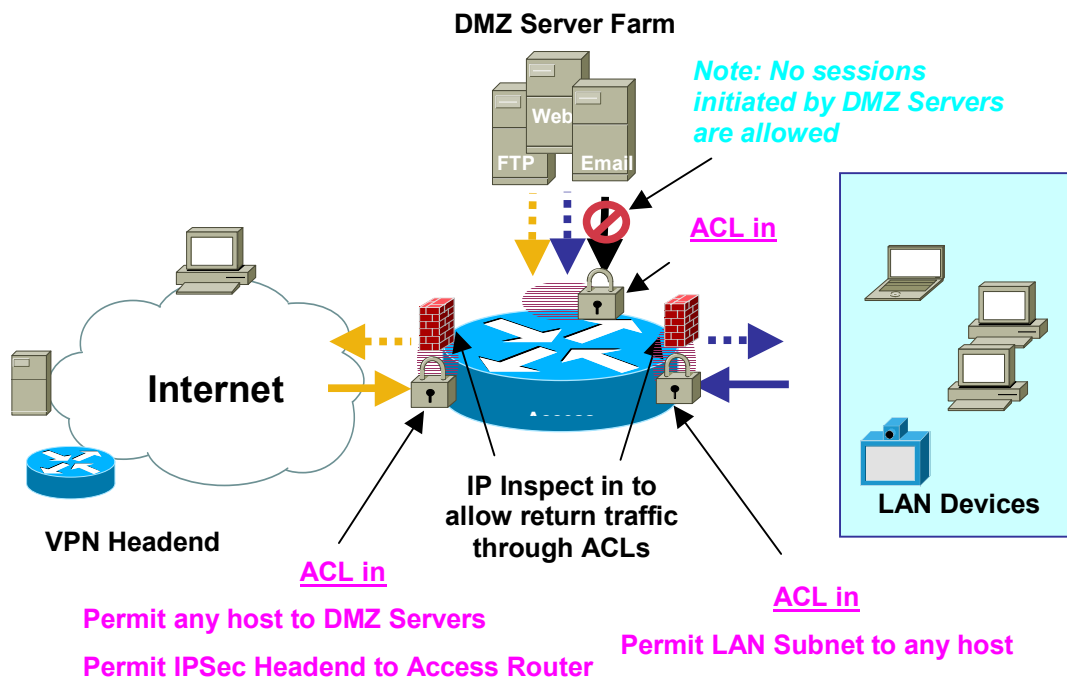 DMZ Server Farm
Note: No sessions
initiated by DMZ Servers
are allowed
Web
FTP
Email
ACL in
Internet
VPN Headend
IP Inspect in to
allow return traffic
through ACLs
LAN Devices
ACL in
Permit any host to DMZ Servers
Permit IPSec Headend to Access Router
ACL in
Permit LAN Subnet to any host